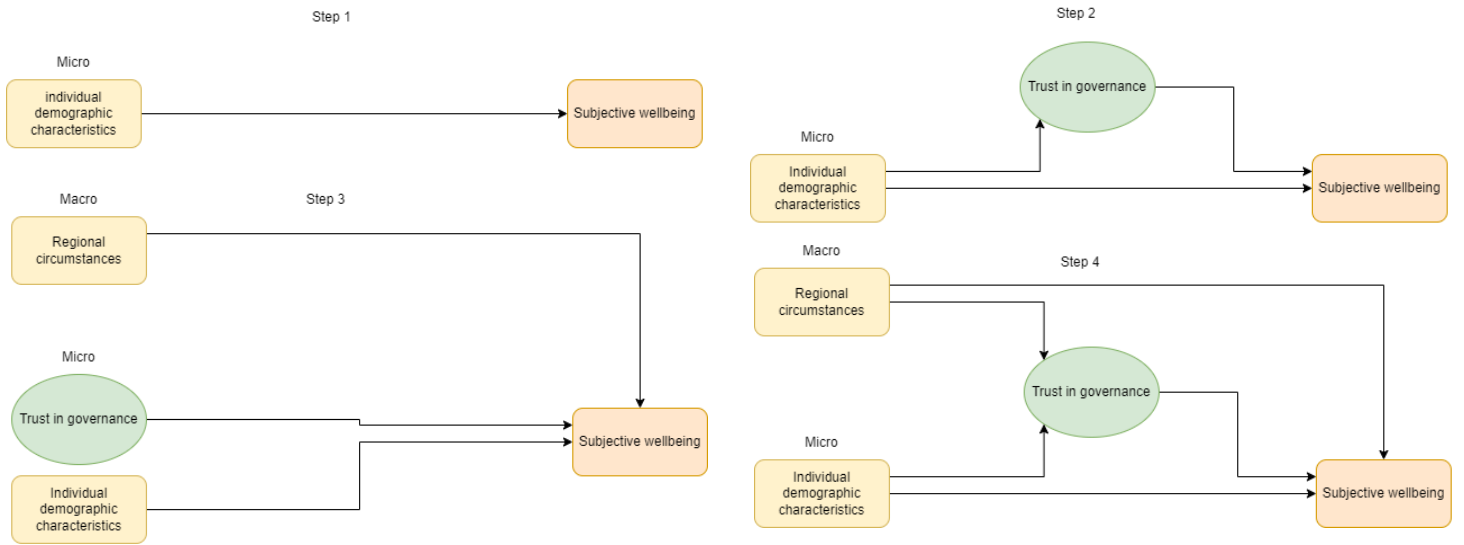 Step 1
Micro
individual
demographic
characteristics
Subjective wellbeing
Step 2
Trust in governance
Micro
Individual
demographic
characteristics
Subjective wellbeing
Macro
Step 3
Regional
circumstances
Micro
Trust in governance
Individual
demographic
characteristics
Subjective wellbeing
Macro
Step 4
Regional
circumstances
Trust in governance
Micro
Individual
demographic
characteristics
Subjective wellbeing